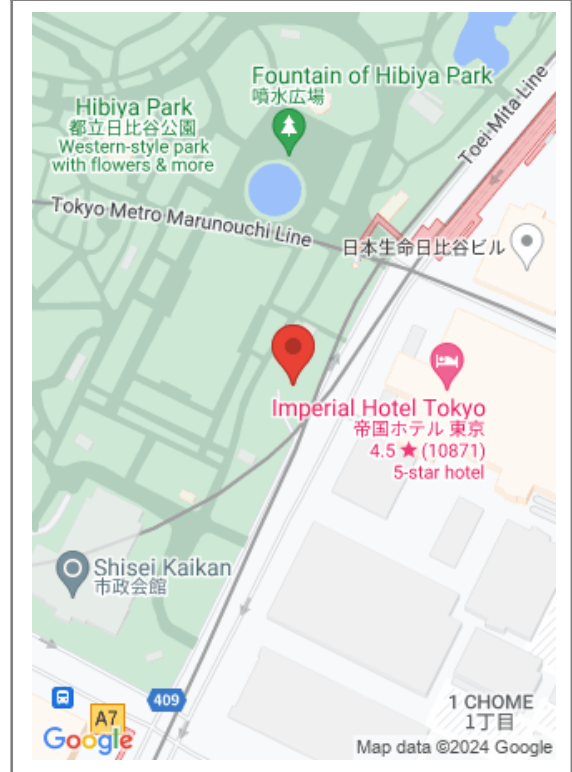 Fountain of Hibiya Park
噴水広場
Hibiya Park
都立日比谷公園
Western-style park
with flowers & more
Toei Mita Line
Tokyo Metro Marunouchi Line
日本生命日比谷ビル
Imperial Hotel Tokyo
帝国ホテル 東京
4.5 ★ (10871)
5-star hotel
Shisei Kaikan
市政会館
409
A7
1 CHOME
1丁目
Google
Map data ©2024 Google